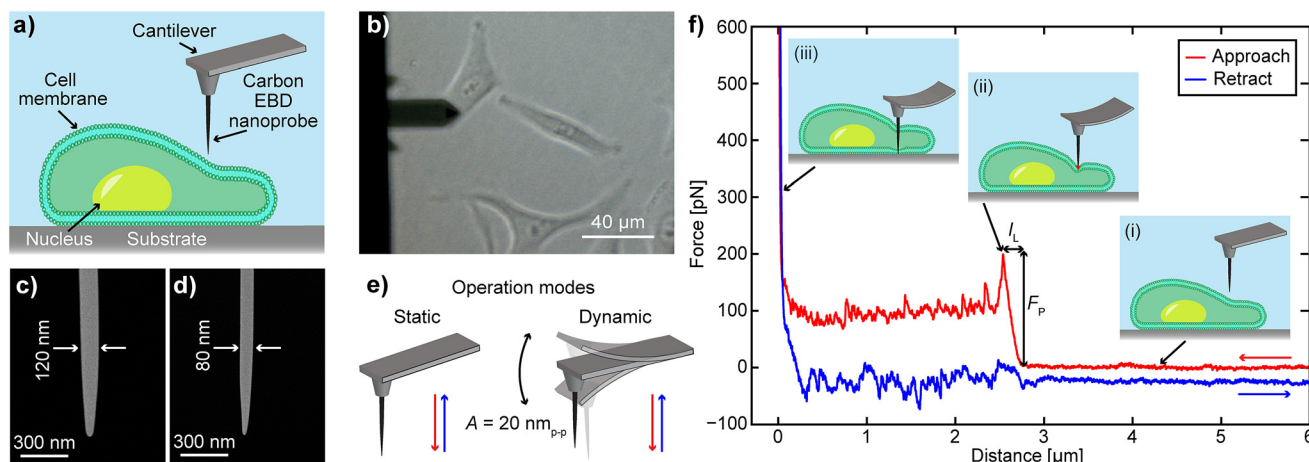 a)
Cantilever
Cell
membrane
Carbon
EBD
nanoprobe
Nucleus
Substrate
b)
40 μm
c)
120 nm
300 nm
d)
80 nm
300 nm
e)
Operation modes
Static
Dynamic
A = 20 nmp-p
f)
Force [pN]
600
500
400
300
200
100
0
−100
(iii)
(ii)
(i)
Approach
Retract
lL
FP
0
1
2
3
4
5
6
Distance [μm]